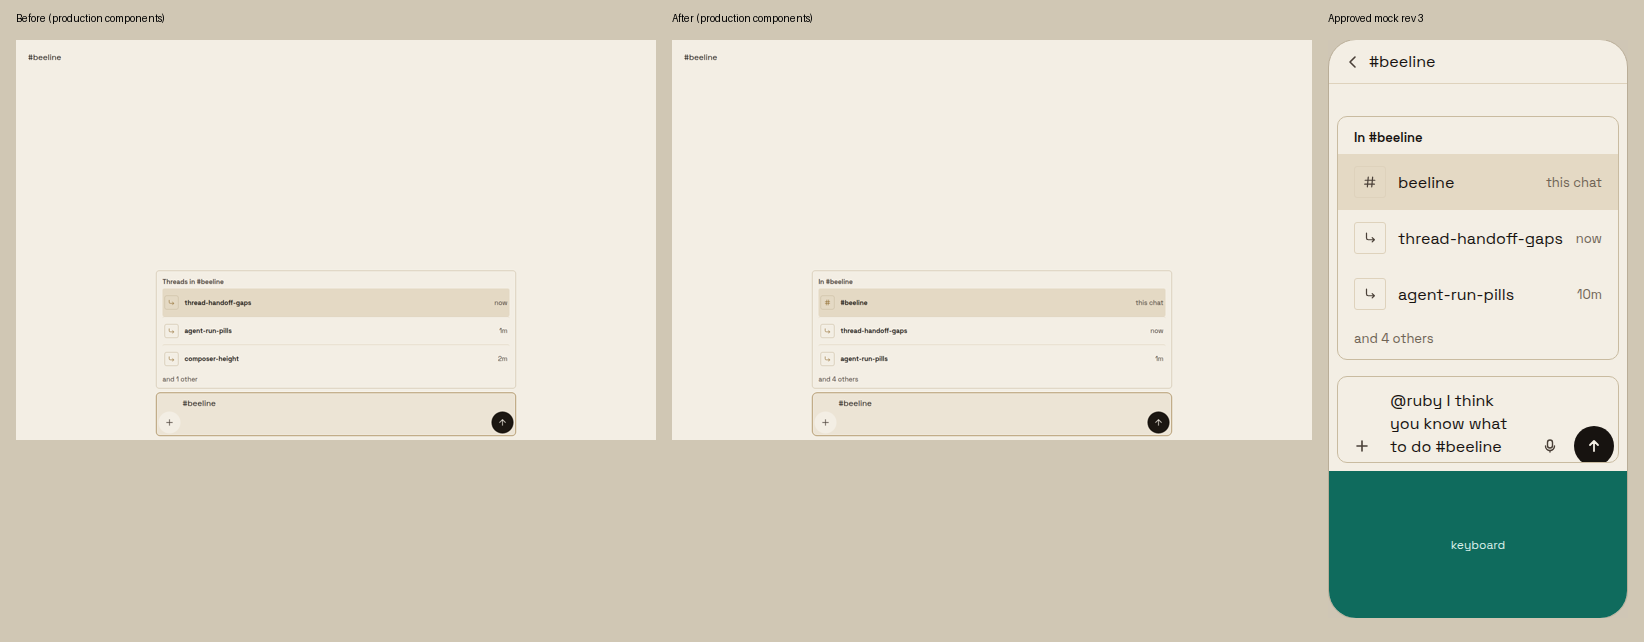 Before (production components)
#beeline
Threads in #beeline
thread-handoff-gaps now
agent-run-pills 1m
composer-height 2m
and 1 other
#beeline
After (production components)
#beeline
In #beeline
# #beeline this chat
thread-handoff-gaps now
agent-run-pills 1m
and 4 others
#beeline
Approved mock rev 3
#beeline
In #beeline
# beeline this chat
thread-handoff-gaps now
agent-run-pills 10m
and 4 others
@ruby I think
you know what
to do #beeline
keyboard